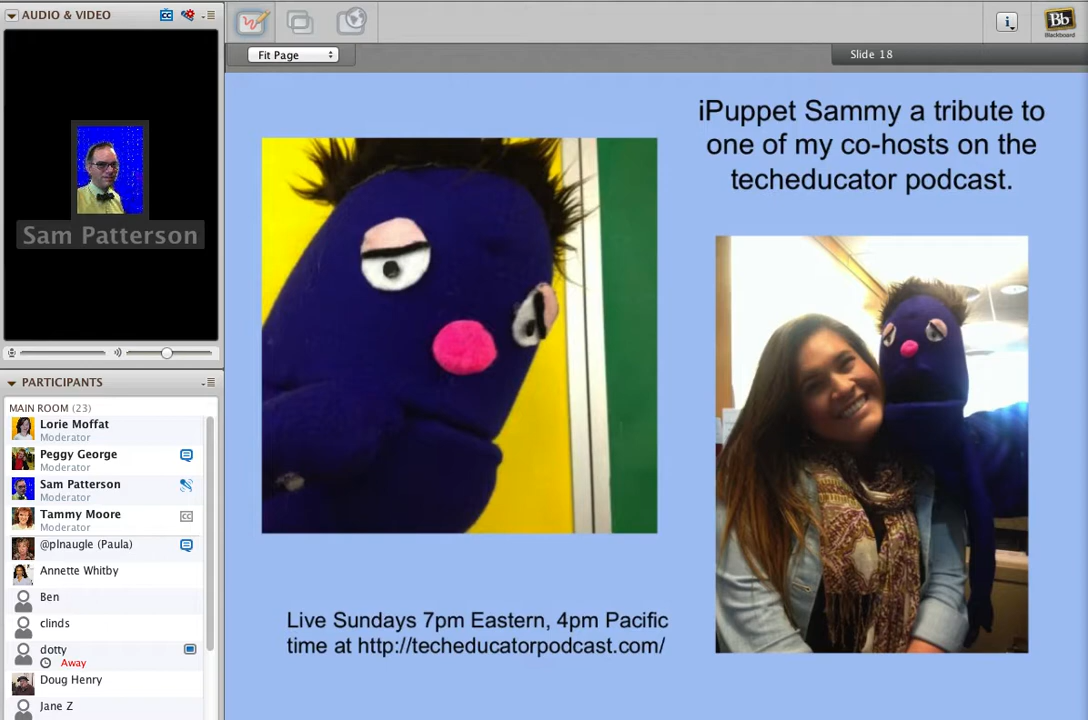 AUDIO & VIDEO
Sam Patterson
PARTICIPANTS
MAIN ROOM (23)
Lorie Moffat
Moderator
Peggy George
Moderator
Sam Patterson
Moderator
Tammy Moore
Moderator
@plnaugle (Paula)
Annette Whitby
Ben
clinds
dotty
Away
Doug Henry
Jane Z
Bb
Blackboard
Fit Page
Slide 18
iPuppet Sammy a tribute to
one of my co-hosts on the
techeducator podcast.
Live Sundays 7pm Eastern, 4pm Pacific
time at http://techeducatorpodcast.com/